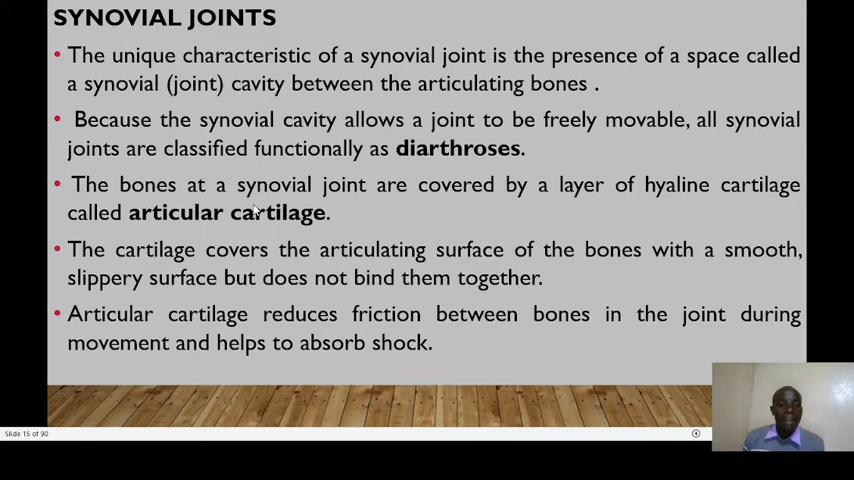 SYNOVIAL JOINTS
• The unique characteristic of a synovial joint is the presence of a space called
a synovial (joint) cavity between the articulating bones .
• Because the synovial cavity allows a joint to be freely movable, all synovial
joints are classified functionally as diarthroses.
• The bones at a synovial joint are covered by a layer of hyaline cartilage
called articular cartilage.
• The cartilage covers the articulating surface of the bones with a smooth,
slippery surface but does not bind them together.
• Articular cartilage reduces friction between bones in the joint during
movement and helps to absorb shock.
Slide 15 of 90